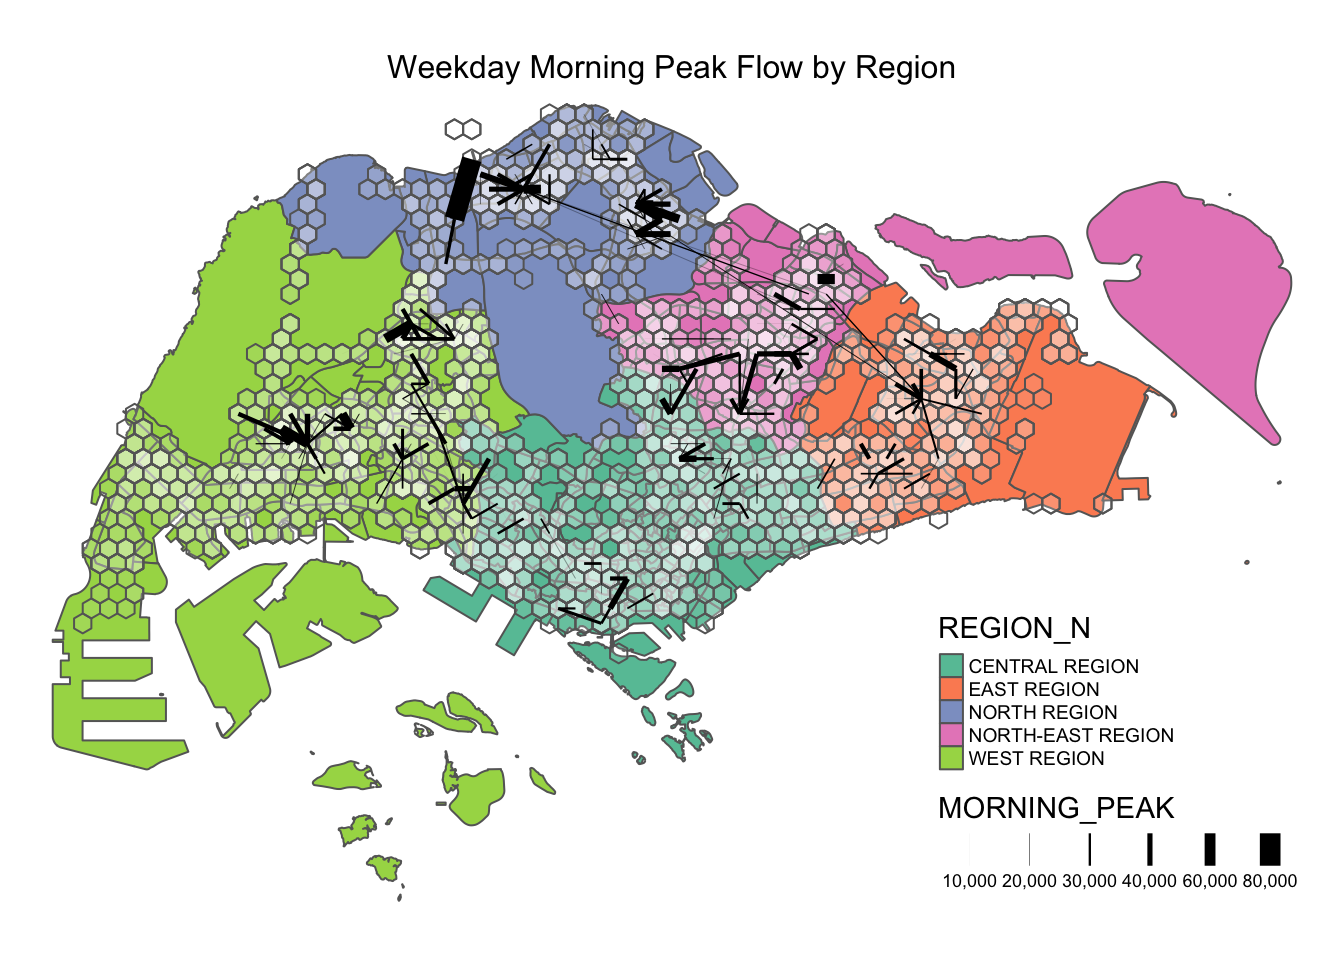 Weekday Morning Peak Flow by Region
REGION_N
CENTRAL REGION
EAST REGION
NORTH REGION
NORTH-EAST REGION
WEST REGION
MORNING_PEAK
10,000 20,000 30,000 40,000 60,000 80,000